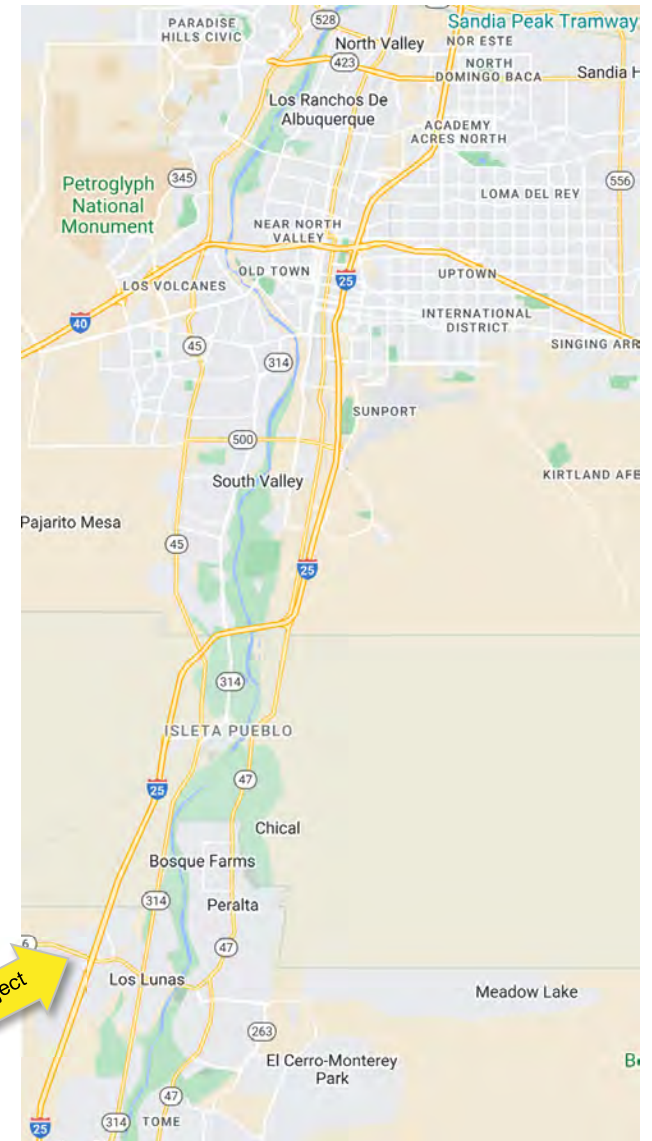 PARADISE
HILLS CIVIC
528
Sandia Peak Tramway
North Valley
NOR ESTE
423
NORTH
DOMINGO BACA
Sandia H
Los Ranchos De
Albuquerque
ACADEMY
ACRES NORTH
345
556
Petroglyph
National
Monument
LOMA DEL REY
NEAR NORTH
VALLEY
OLD TOWN
25
UPTOWN
LOS VOLCANES
40
INTERNATIONAL
DISTRICT
45
314
SINGING ARR
SUNPORT
500
South Valley
KIRTLAND AFB
Pajarito Mesa
45
25
314
ISLETA PUEBLO
47
25
Chical
Bosque Farms
314
Peralta
6
47
ject
Los Lunas
Meadow Lake
263
El Cerro-Monterey
Park
B
47
314
TOME
25